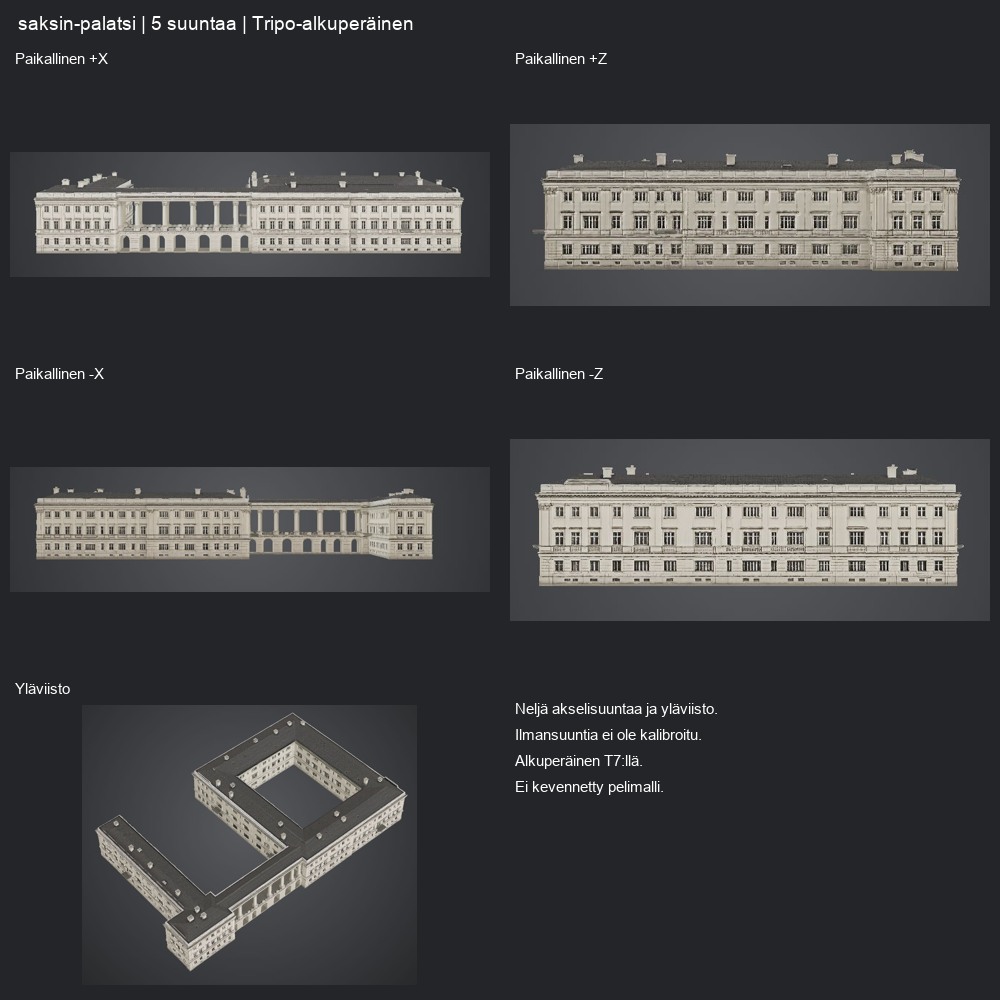 saksin-palatsi | 5 suuntaa | Tripo-alkuperäinen
Paikallinen +X
Paikallinen +Z
Paikallinen -X
Paikallinen -Z
Yläviisto
Neljä akselisuuntaa ja yläviisto.
Ilmansuuntia ei ole kalibroitu.
Alkuperäinen T7:llä.
Ei kevennetty pelimalli.